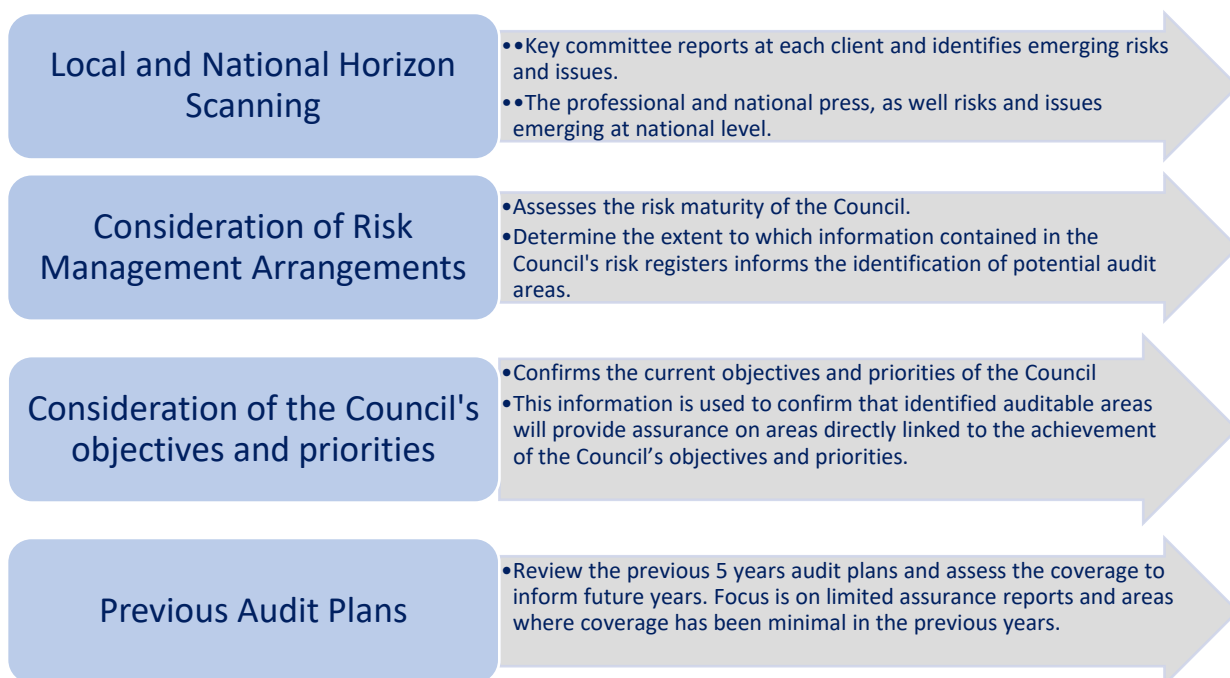 Local and National Horizon
Scanning
••Key committee reports at each client and identifies emerging risks
and issues.
••The professional and national press, as well risks and issues
emerging at national level.
Consideration of Risk
Management Arrangements
•Assesses the risk maturity of the Council.
•Determine the extent to which information contained in the
Council's risk registers informs the identification of potential audit
areas.
Consideration of the Council's
objectives and priorities
•Confirms the current objectives and priorities of the Council
•This information is used to confirm that identified auditable areas
will provide assurance on areas directly linked to the achievement
of the Council’s objectives and priorities.
Previous Audit Plans
•Review the previous 5 years audit plans and assess the coverage to
inform future years. Focus is on limited assurance reports and areas
where coverage has been minimal in the previous years.